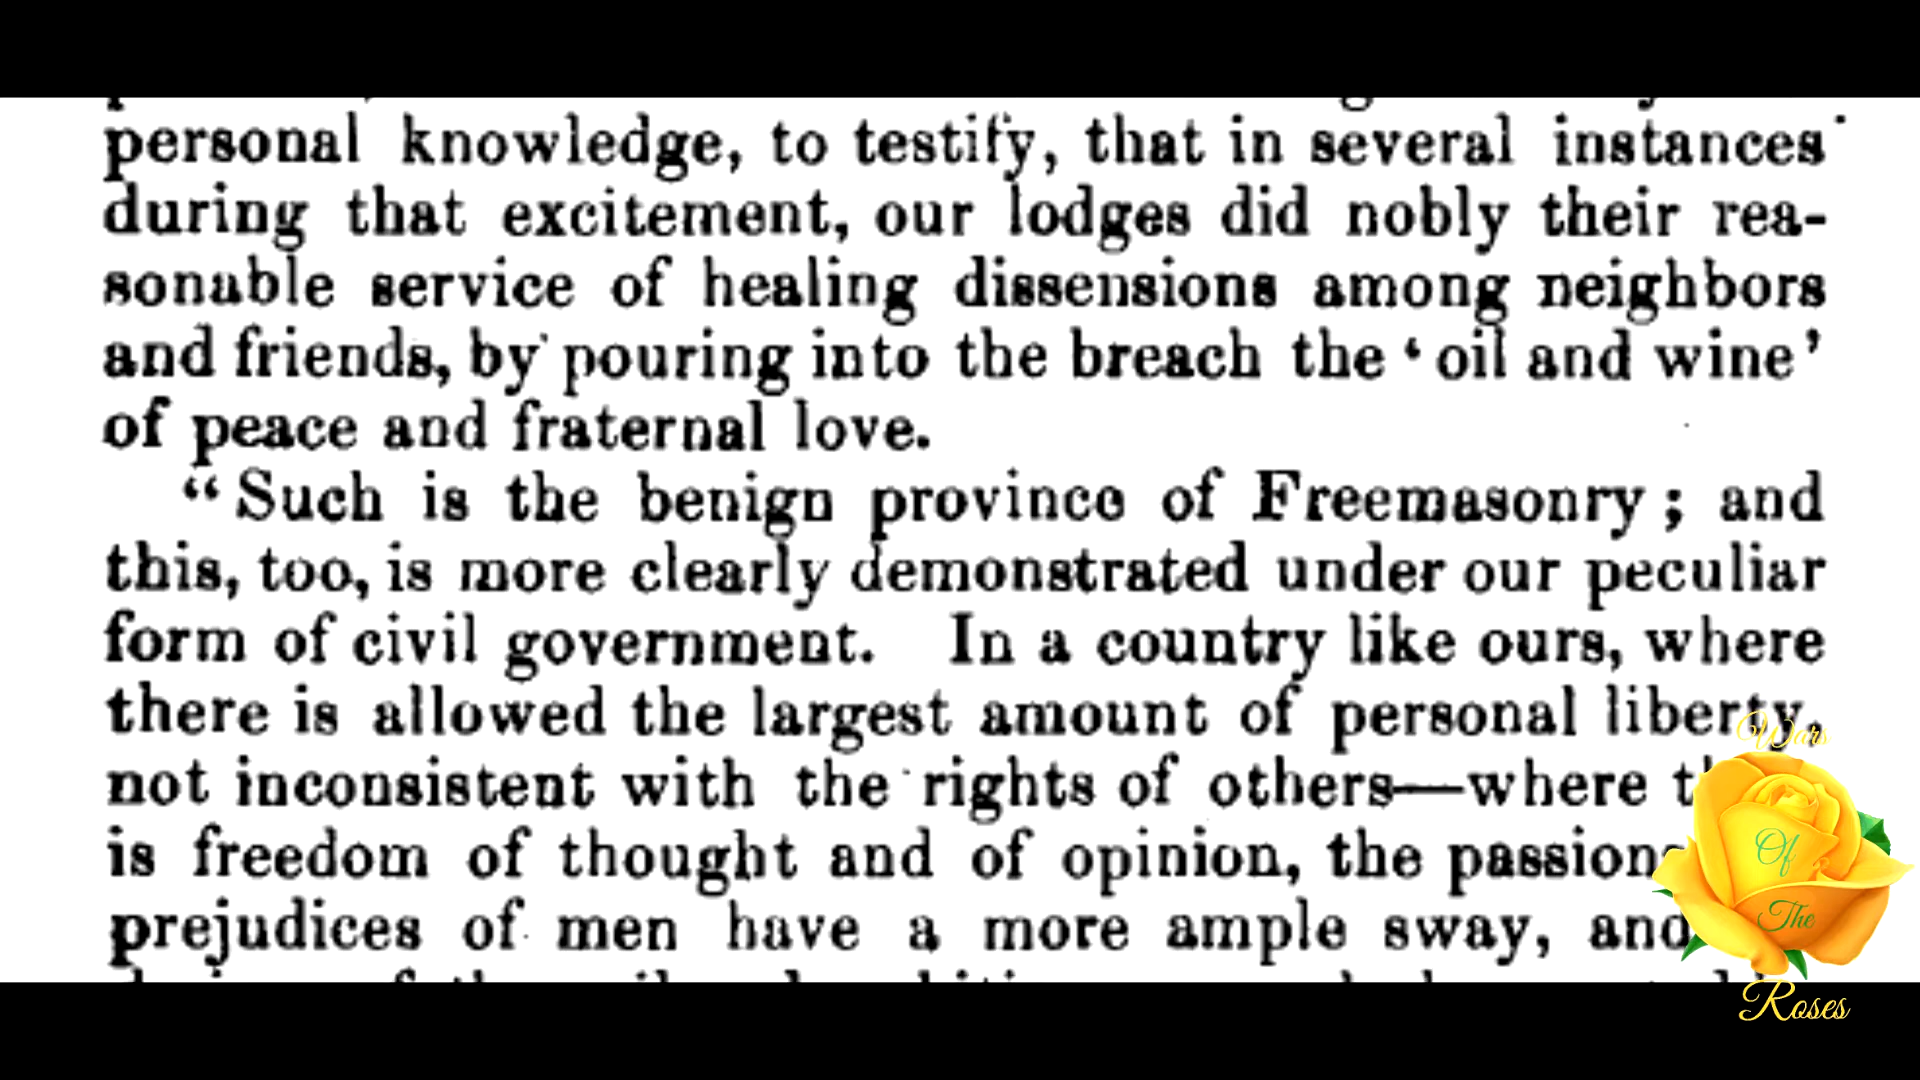 personal knowledge, to testify, that in several instances
during that excitement, our lodges did nobly their rea-
sonable service of healing dissensions among neighbors
and friends, by pouring into the breach the ‘ oil and wine’
of peace and fraternal love.
“ Such is the benign province of Freemasonry ; and
this, too, is more clearly demonstrated under our peculiar
form of civil government. In a country like ours, where
there is allowed the largest amount of personal liberty,
not inconsistent with the rights of others—where
is freedom of thought and of opinion, the passions
prejudices of men have a more ample sway, and
Wars
Of
The
Roses